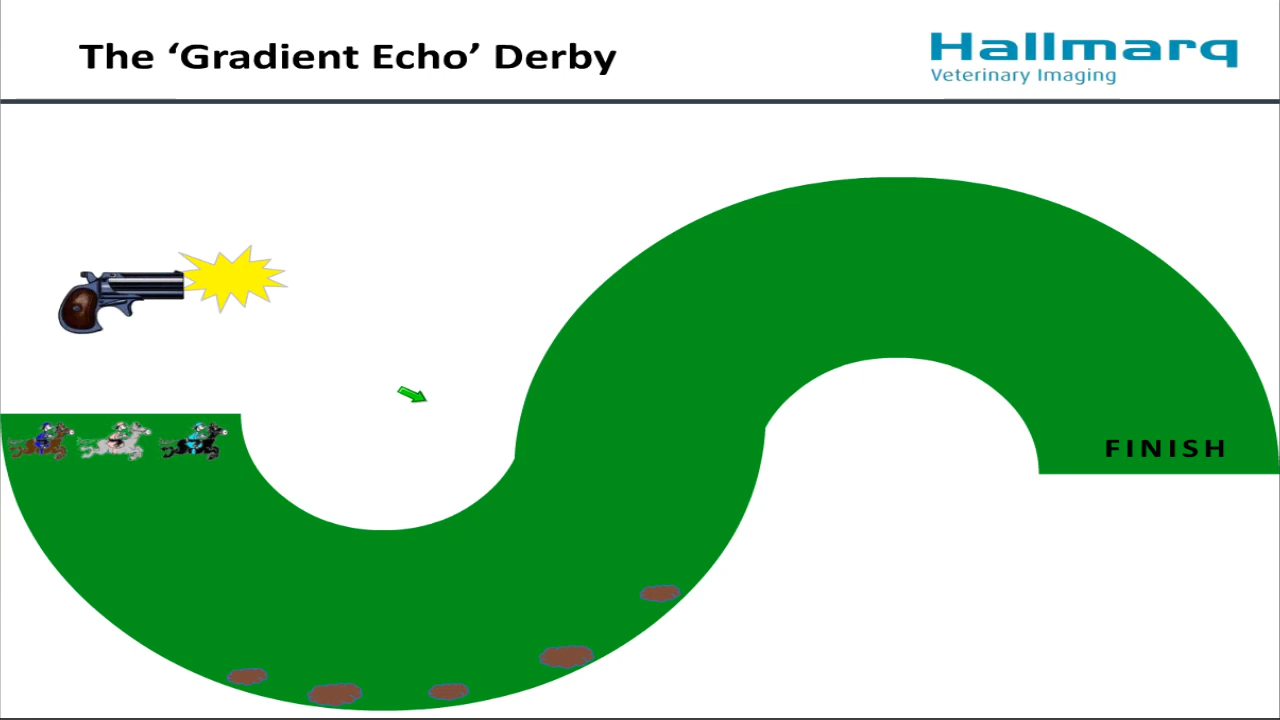 The ‘Gradient Echo’ Derby
Hallmarq
Veterinary Imaging
FINISH